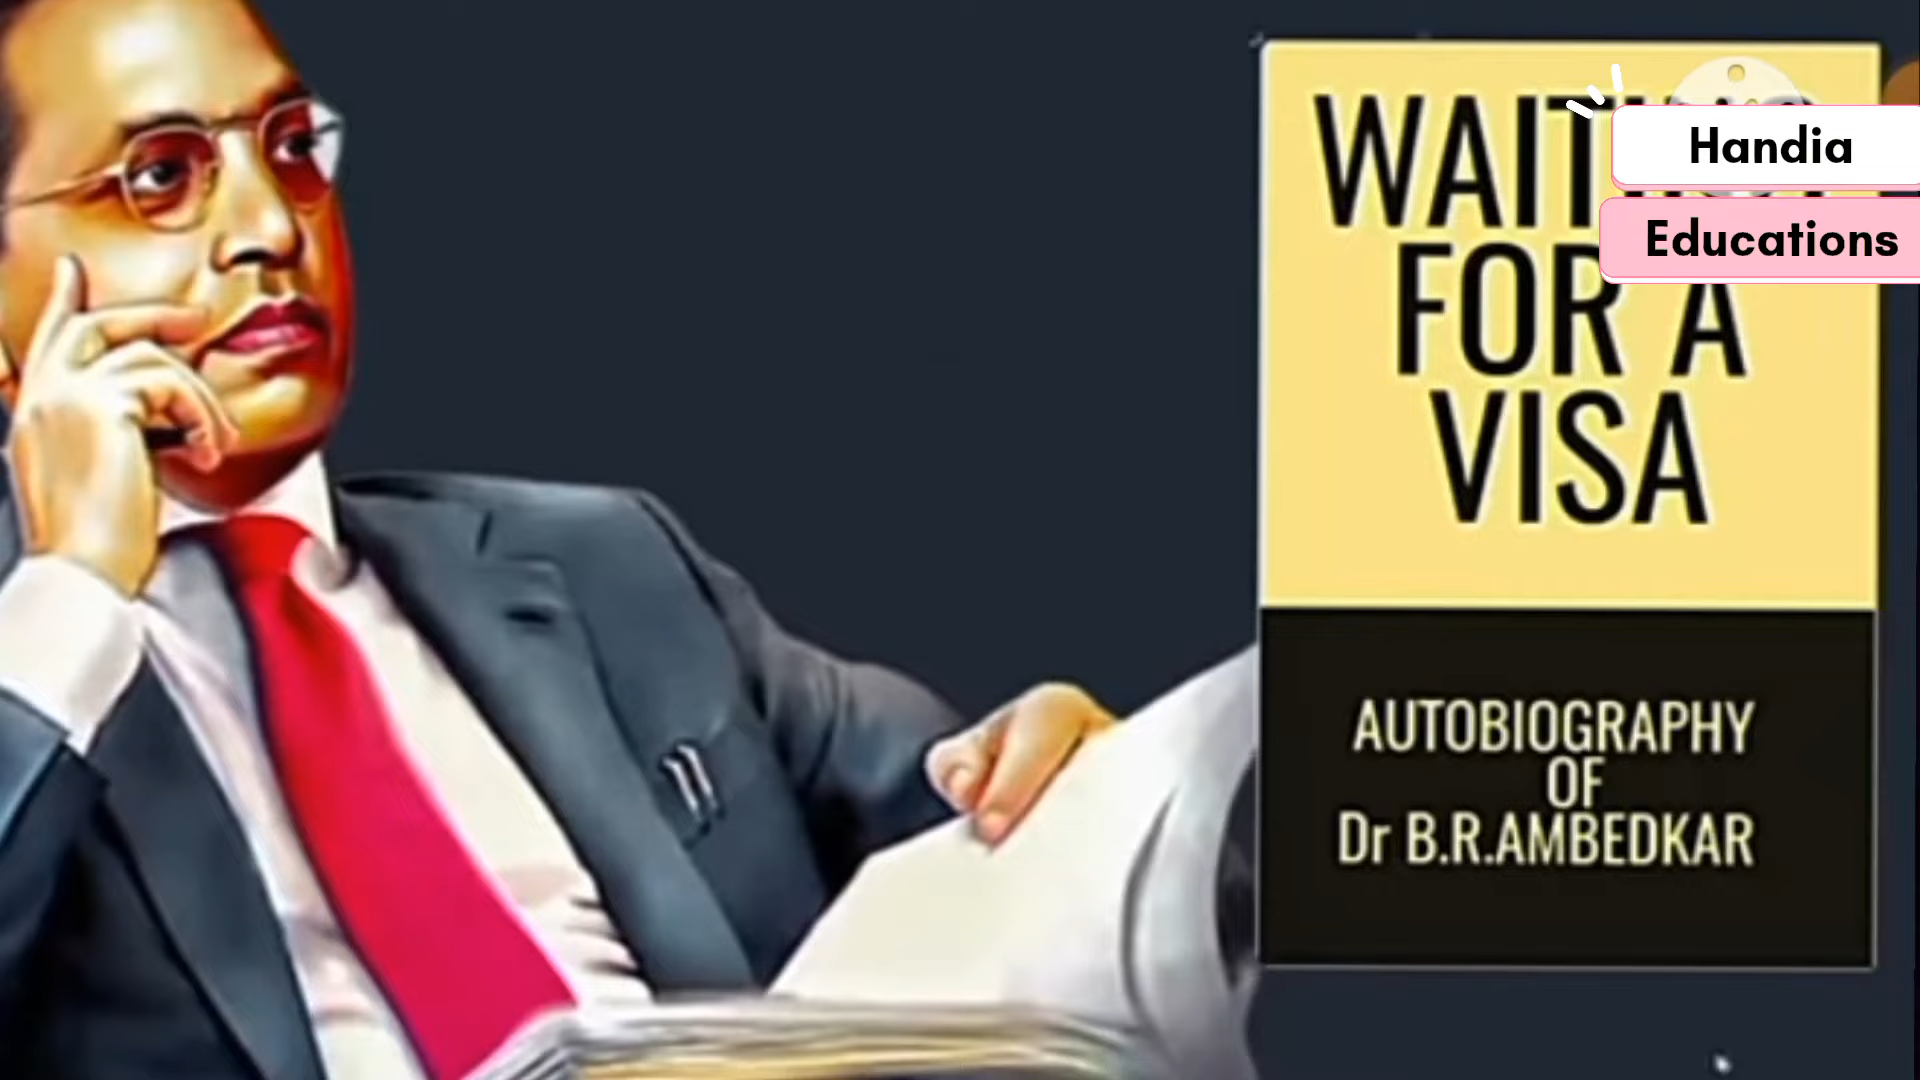 WAIT
FOR A
VISA
Handia
Educations
AUTOBIOGRAPHY
OF
Dr B.R.AMBEDKAR